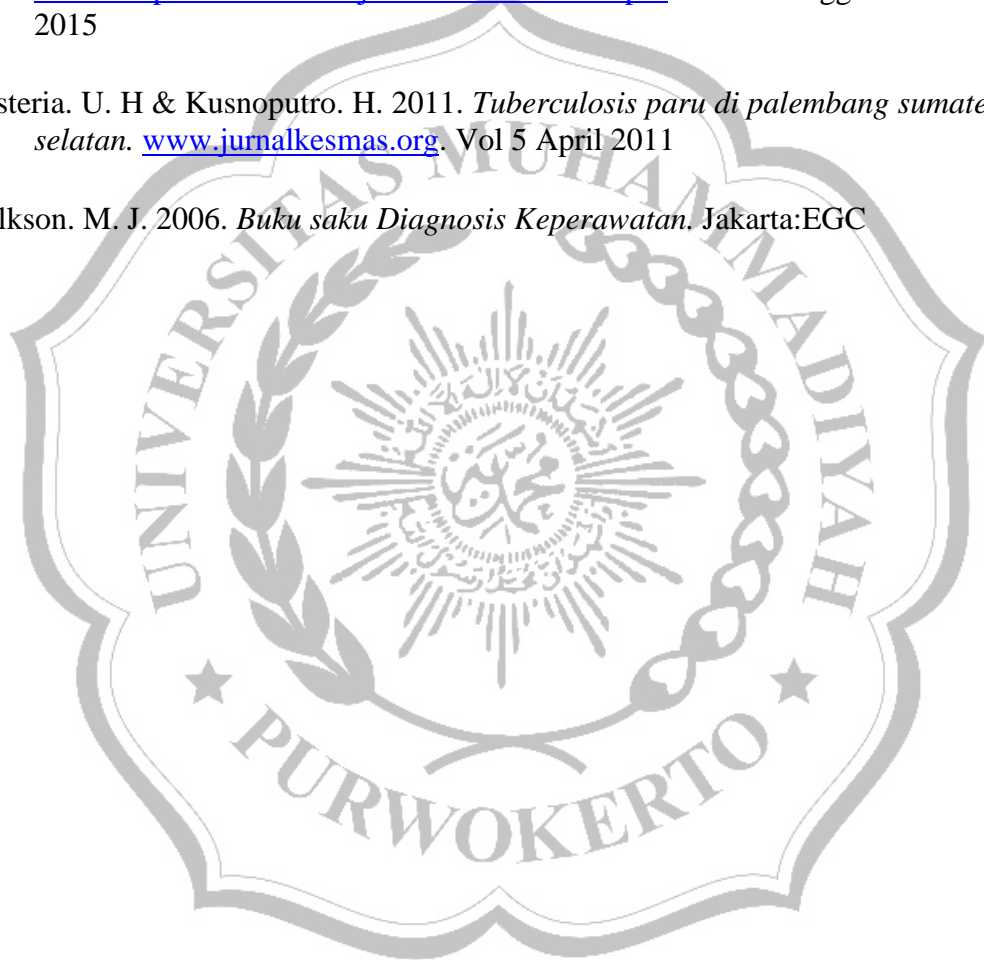 2015
steria. U. H & Kusnoputro. H. 2011. Tuberculosis paru di palembang sumate
selatan. www.jurnalkesmas.org. Vol 5 April 2011
lkson. M. J. 2006. Buku saku Diagnosis Keperawatan. Jakarta:EGC
UNIVERSITAS MUHAMMADIYAH
محمد
PURWOKERTO